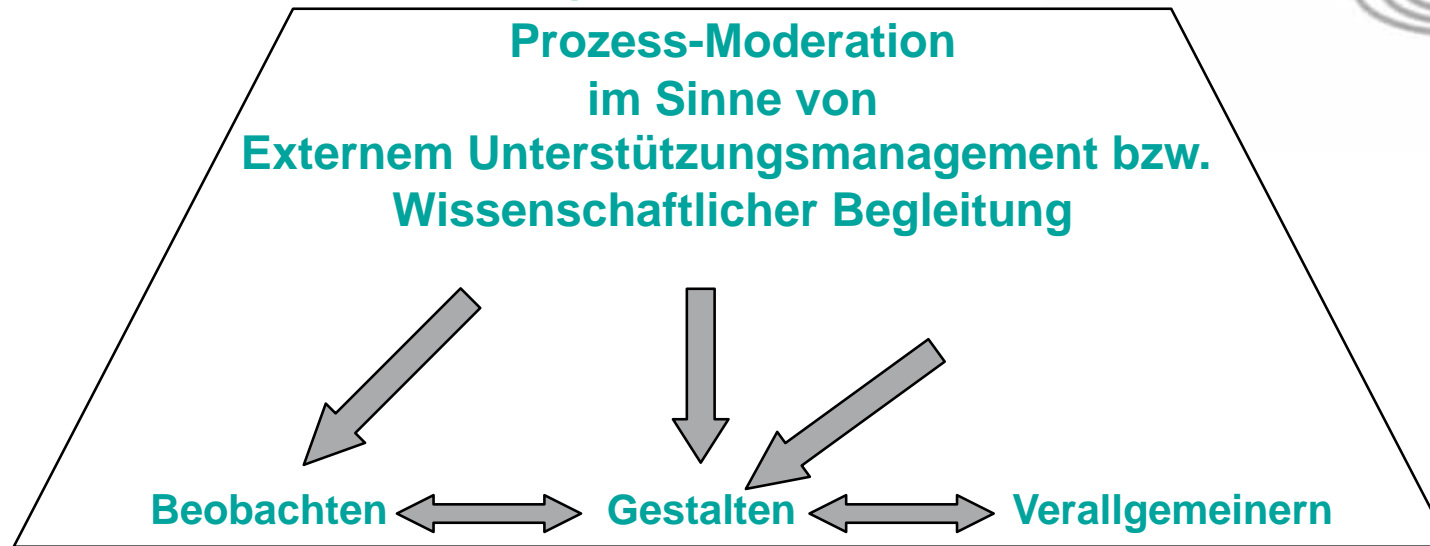 Prozess-Moderation
im Sinne von
Externem Unterstützungsmanagement bzw.
Wissenschaftlicher Begleitung
Beobachten Gestalten Verallgemeinern